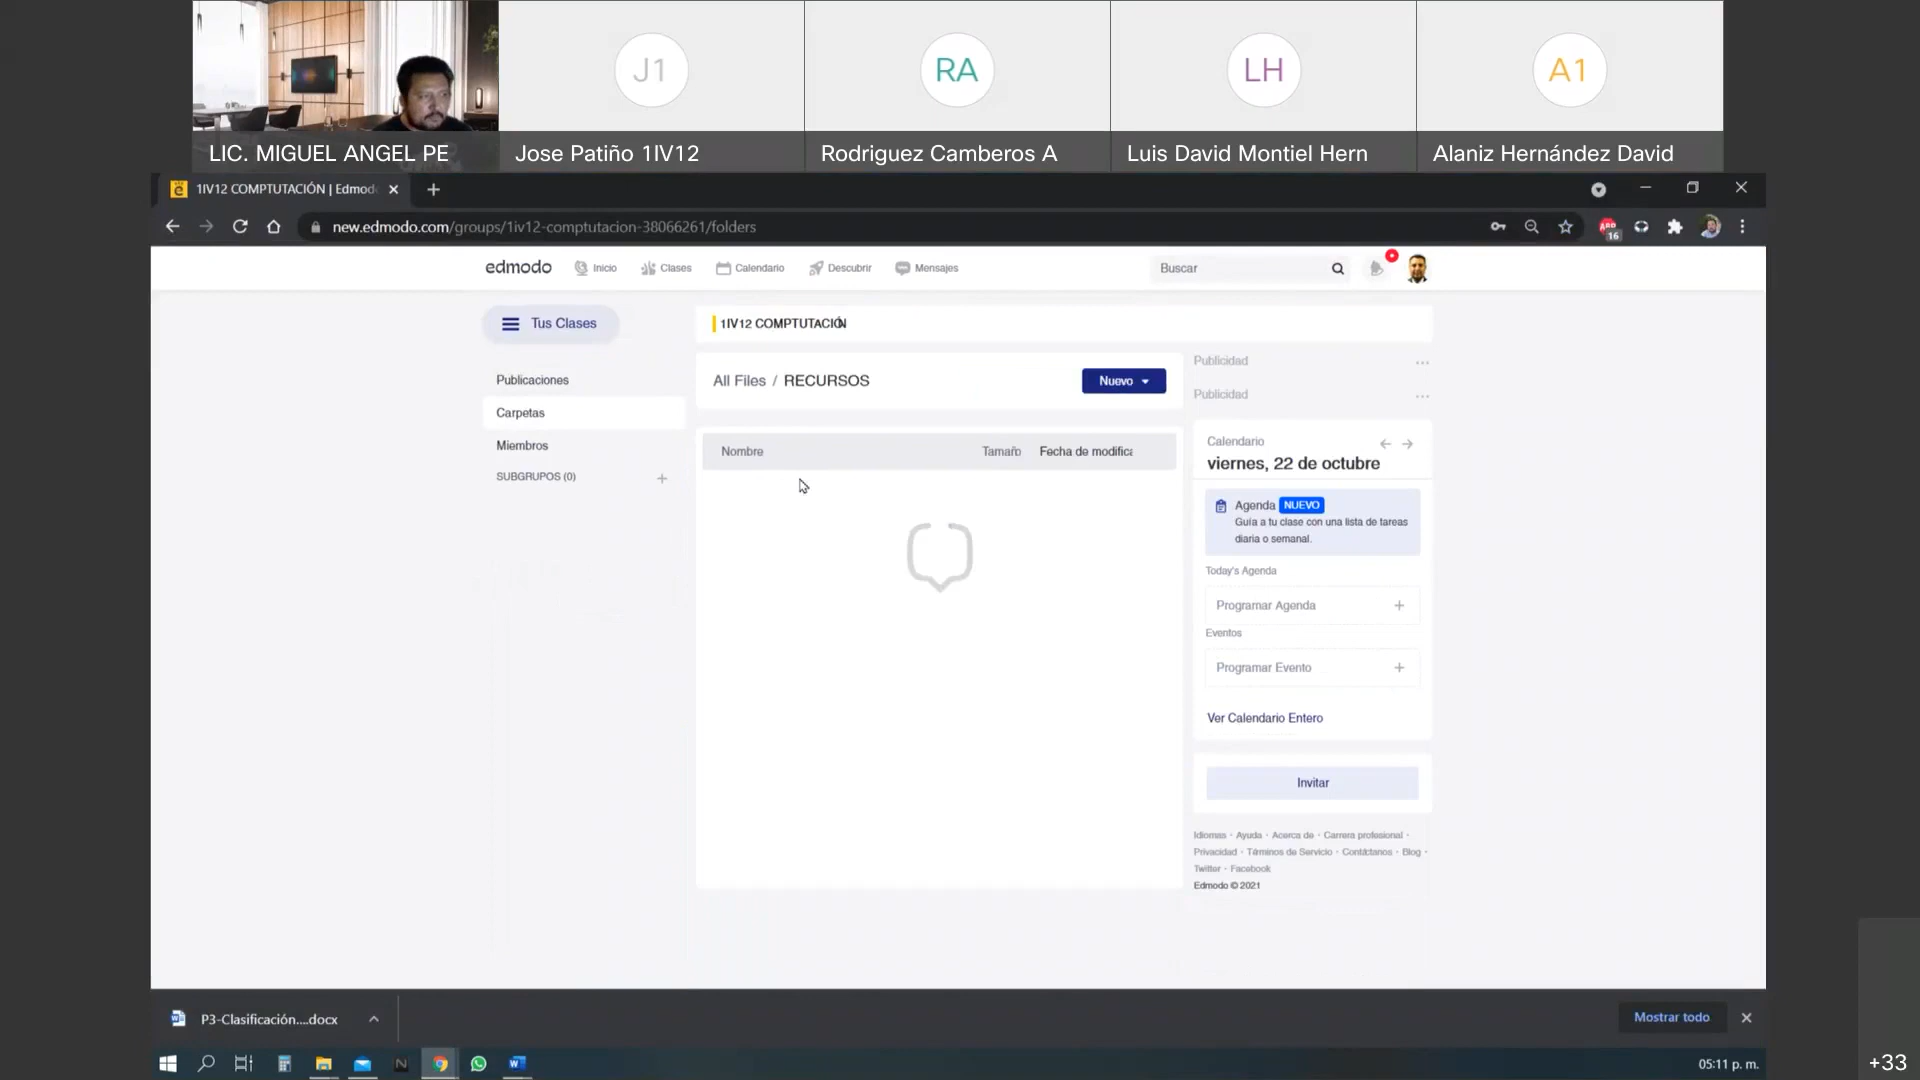 J1
RA
LH
A1
LIC. MIGUEL ANGEL PE
Jose Patiño 1IV12
Rodriguez Camberos A
Luis David Montiel Hern
Alaniz Hernández David
1IV12 COMPTUTACIÓN | Edmod
new.edmodo.com/groups/1iv12-comptutacion-38066261/folders
ABP
16
edmodo
Inicio
Clases
Calendario
Descubrir
Mensajes
Buscar
Tus Clases
1IV12 COMPTUTACIÓN
Publicaciones
Carpetas
Miembros
SUBGRUPOS (0)
All Files / RECURSOS
Nuevo
Nombre
Tamaño
Fecha de modifica
Publicidad
Publicidad
Calendario
viernes, 22 de octubre
Agenda NUEVO
Guía a tu clase con una lista de tareas
diaria o semanal.
Today's Agenda
Programar Agenda
Eventos
Programar Evento
Ver Calendario Entero
Invitar
Idiomas · Ayuda · Acerca de · Carrera profesional ·
Privacidad · Términos de Servicio · Contáctanos · Blog ·
Twitter · Facebook
Edmodo © 2021
P3-Clasificación....docx
Mostrar todo
05:11 p. m.
+33